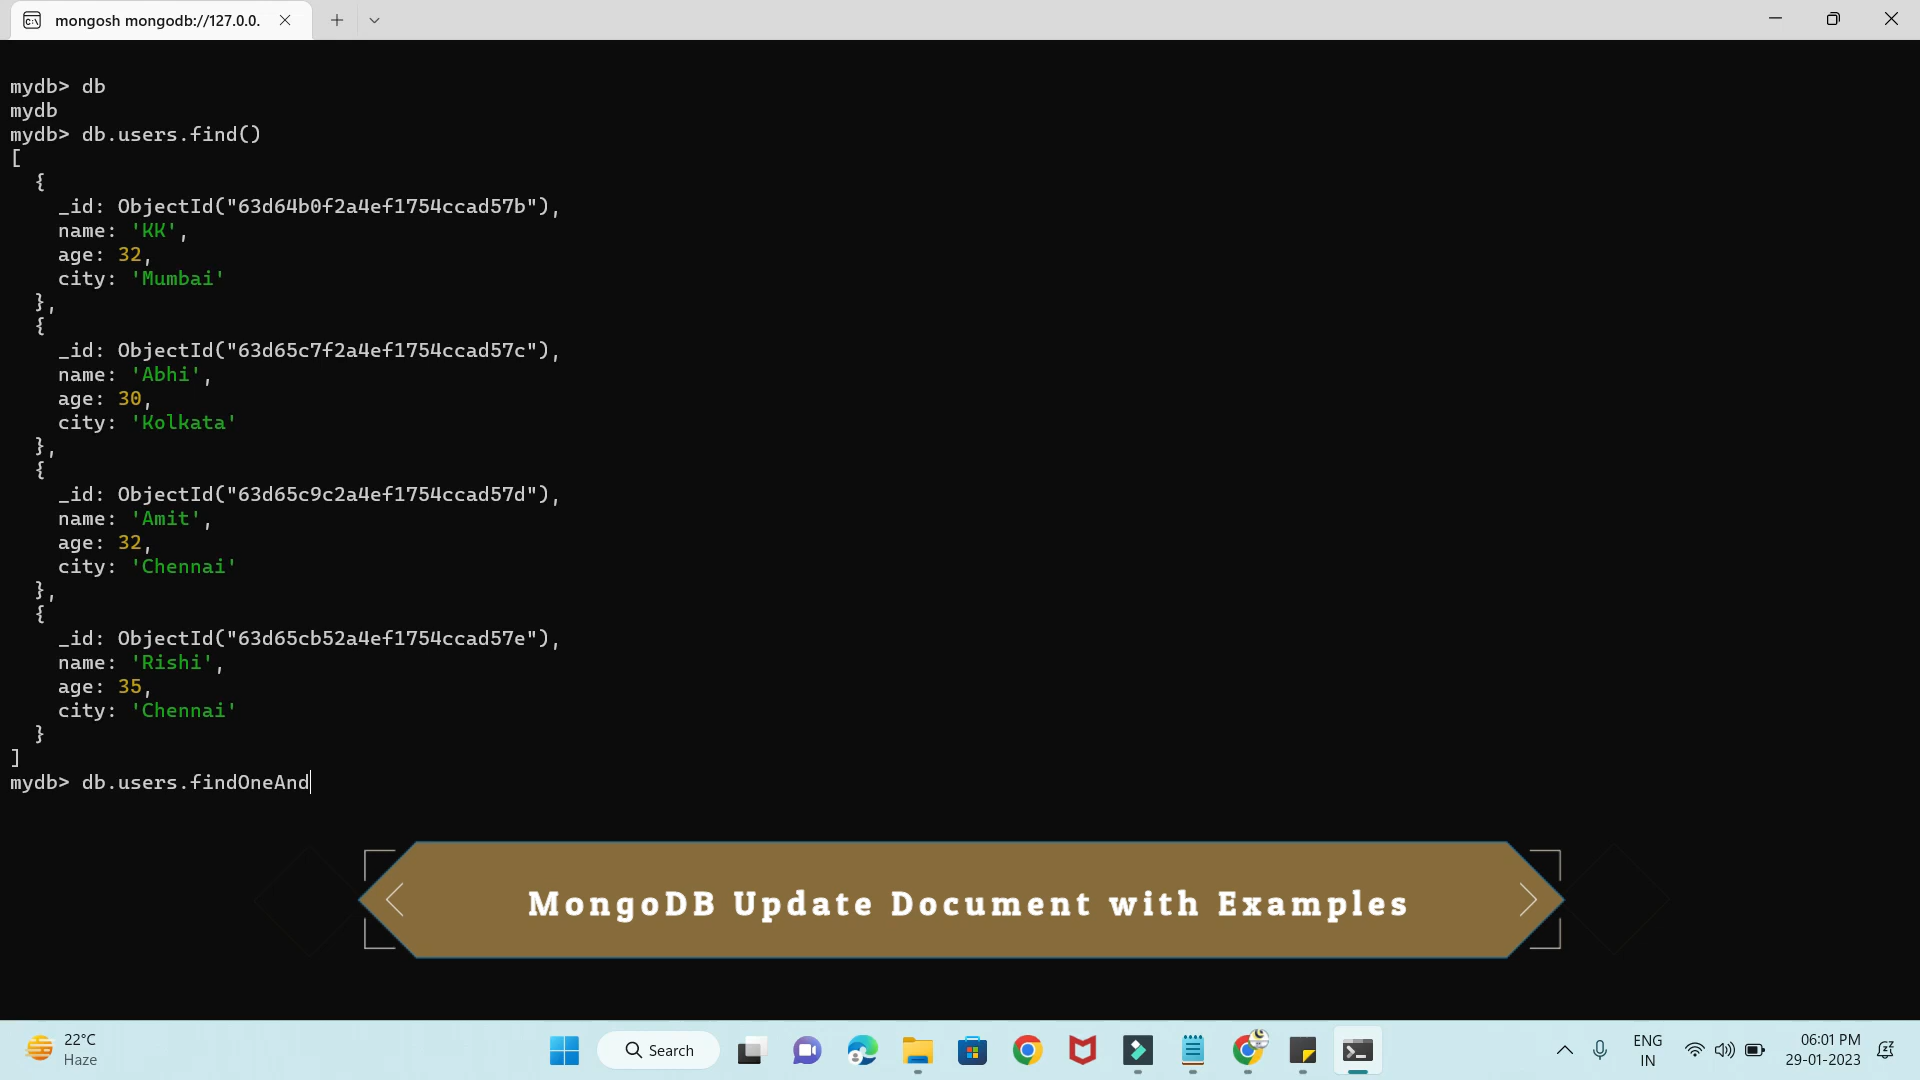 mongosh mongodb://127.0.0.
mydb> db
mydb
mydb> db.users.find()
[
  {
    _id: ObjectId("63d64b0f2a4ef1754ccad57b"),
    name: 'KK',
    age: 32,
    city: 'Mumbai'
  },
  {
    _id: ObjectId("63d65c7f2a4ef1754ccad57c"),
    name: 'Abhi',
    age: 30,
    city: 'Kolkata'
  },
  {
    _id: ObjectId("63d65c9c2a4ef1754ccad57d"),
    name: 'Amit',
    age: 32,
    city: 'Chennai'
  },
  {
    _id: ObjectId("63d65cb52a4ef1754ccad57e"),
    name: 'Rishi',
    age: 35,
    city: 'Chennai'
  }
]
mydb> db.users.findOneAnd
MongoDB Update Document with Examples
22°C
Haze
Search
ENG
IN
06:01 PM
29-01-2023